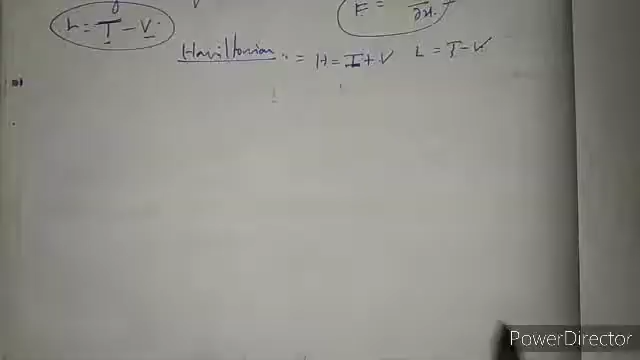 L = T - V.
F =
∂x.
Hamiltonian := H = T + V L = T - V
PowerDirector